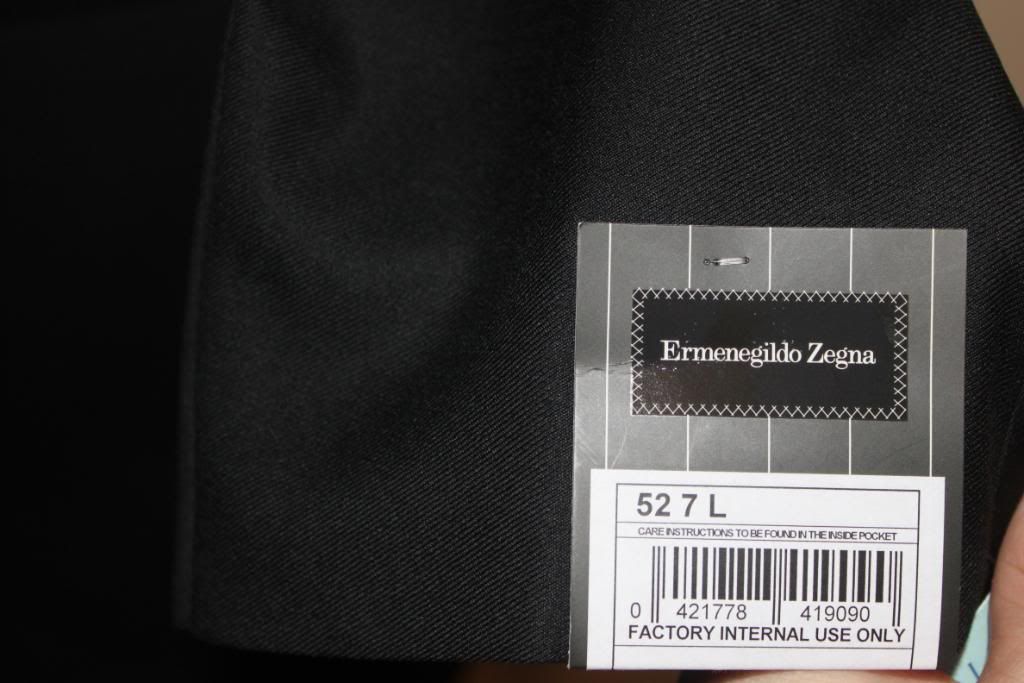 Ermenegildo Zegna
52 7 L
CARE INSTRUCTIONS TO BE FOUND IN THE INSIDE POCKET
0 421778 419090
FACTORY INTERNAL USE ONLY